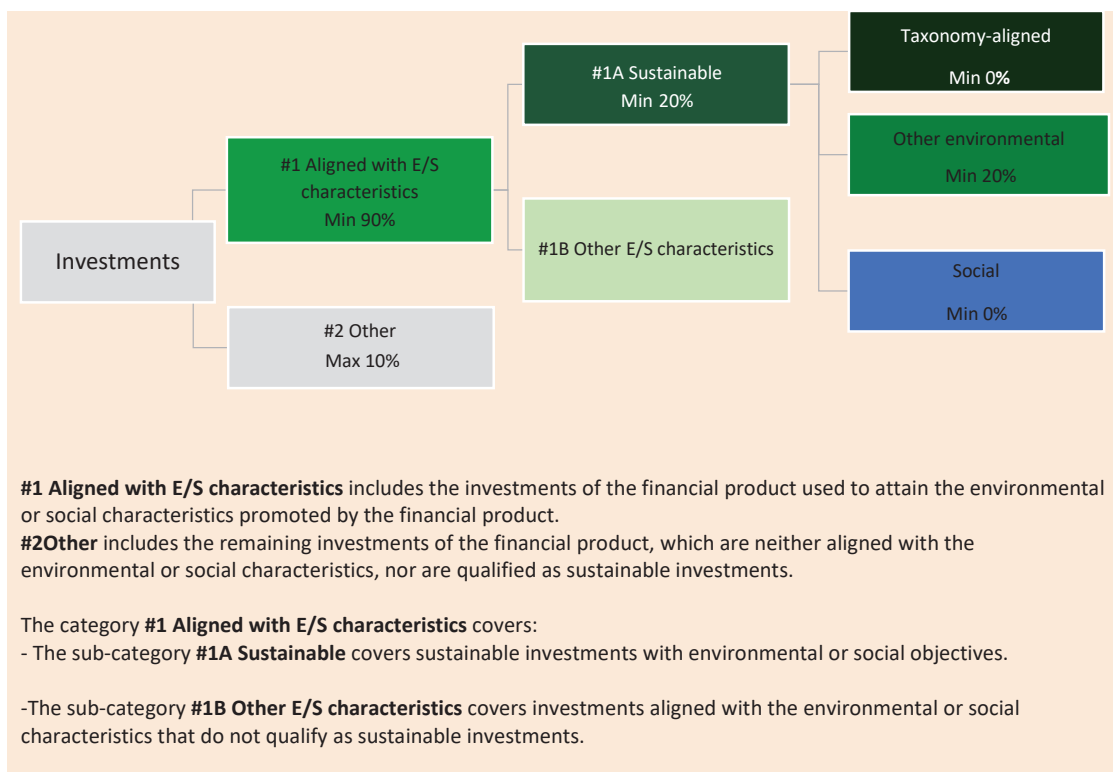 Taxonomy-aligned
Min 0%
#1A Sustainable
Min 20%
Other environmental
Min 20%
#1 Aligned with E/S
characteristics
Min 90%
#1B Other E/S characteristics
Investments
Social
Min 0%
#2 Other
Max 10%
#1 Aligned with E/S characteristics includes the investments of the financial product used to attain the environmental
or social characteristics promoted by the financial product.
#2Other includes the remaining investments of the financial product, which are neither aligned with the
environmental or social characteristics, nor are qualified as sustainable investments.
The category #1 Aligned with E/S characteristics covers:
- The sub-category #1A Sustainable covers sustainable investments with environmental or social objectives.
-The sub-category #1B Other E/S characteristics covers investments aligned with the environmental or social
characteristics that do not qualify as sustainable investments.